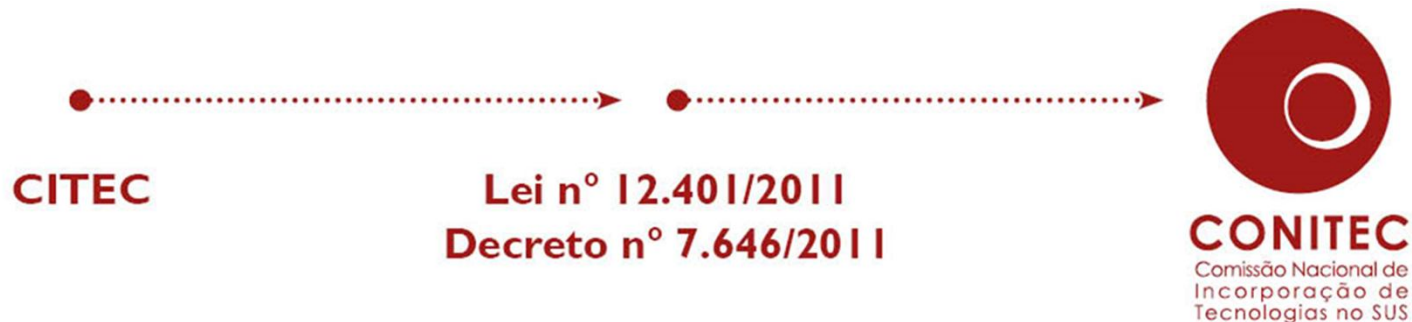 CITEC
Lei nº 12.401/2011
Decreto nº 7.646/2011
CONITEC
Comissão Nacional de
Incorporação de
Tecnologias no SUS